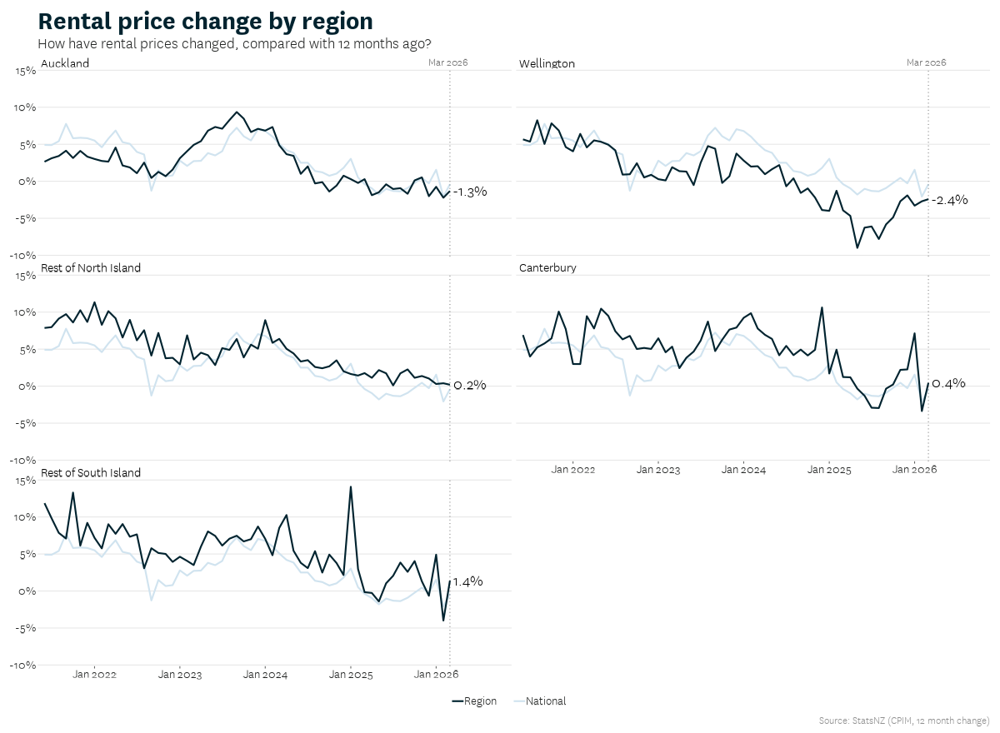 Rental price change by region
How have rental prices changed, compared with 12 months ago?
Auckland
Mar 2026
15%
10%
5%
0%
-5%
-10%
-1.3%
Wellington
Mar 2026
-2.4%
Rest of North Island
15%
10%
5%
0%
-5%
-10%
0.2%
Canterbury
0.4%
Jan 2022 Jan 2023 Jan 2024 Jan 2025 Jan 2026
Rest of South Island
15%
10%
5%
0%
-5%
-10%
1.4%
Jan 2022 Jan 2023 Jan 2024 Jan 2025 Jan 2026
Region National
Source: StatsNZ (CPIM, 12 month change)